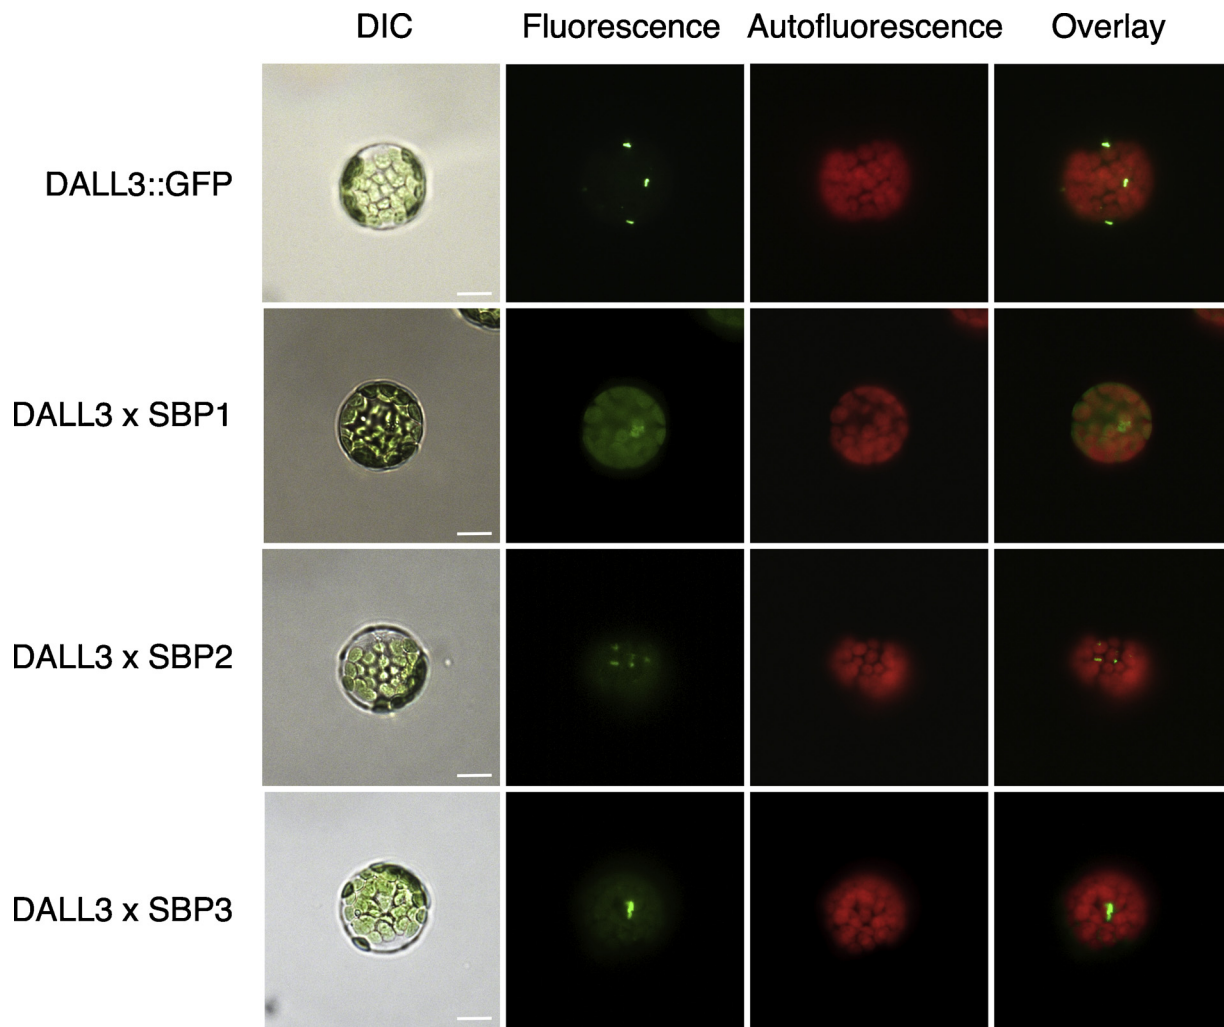 DIC Fluorescence Autofluorescence Overlay
DALL3::GFP
DALL3 x SBP1
DALL3 x SBP2
DALL3 x SBP3